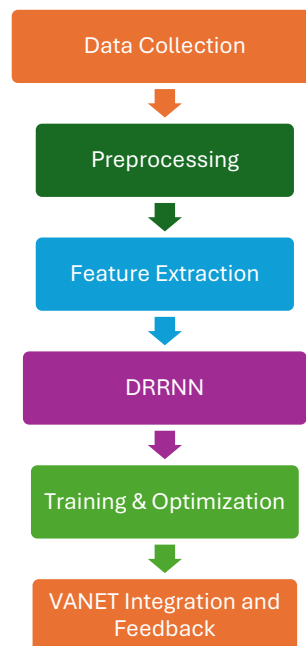 Data Collection
Preprocessing
Feature Extraction
DRRNN
Training & Optimization
VANET Integration and
Feedback